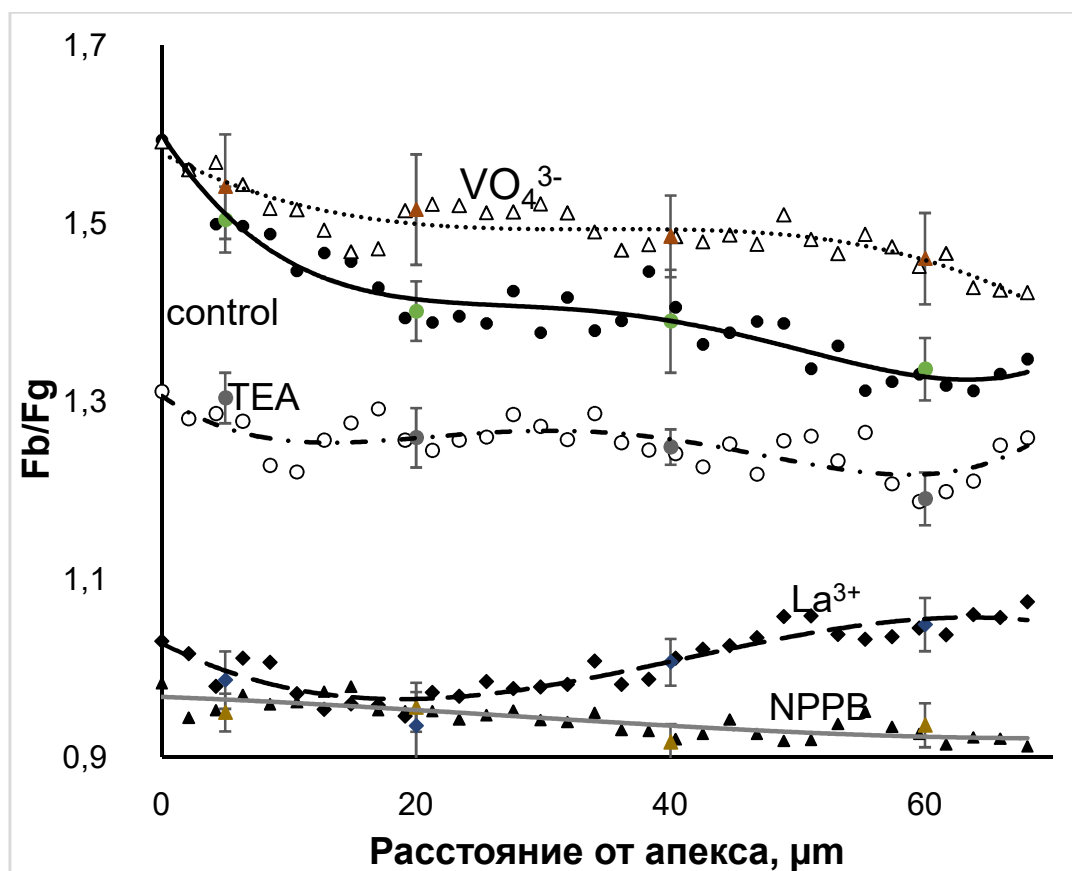 1,7
VO₄³⁻
1,5
control
TEA
1,3
Fb/Fg
1,1
La³⁺
NPPB
0,9
0 20 40 60
Расстояние от апекса, µm